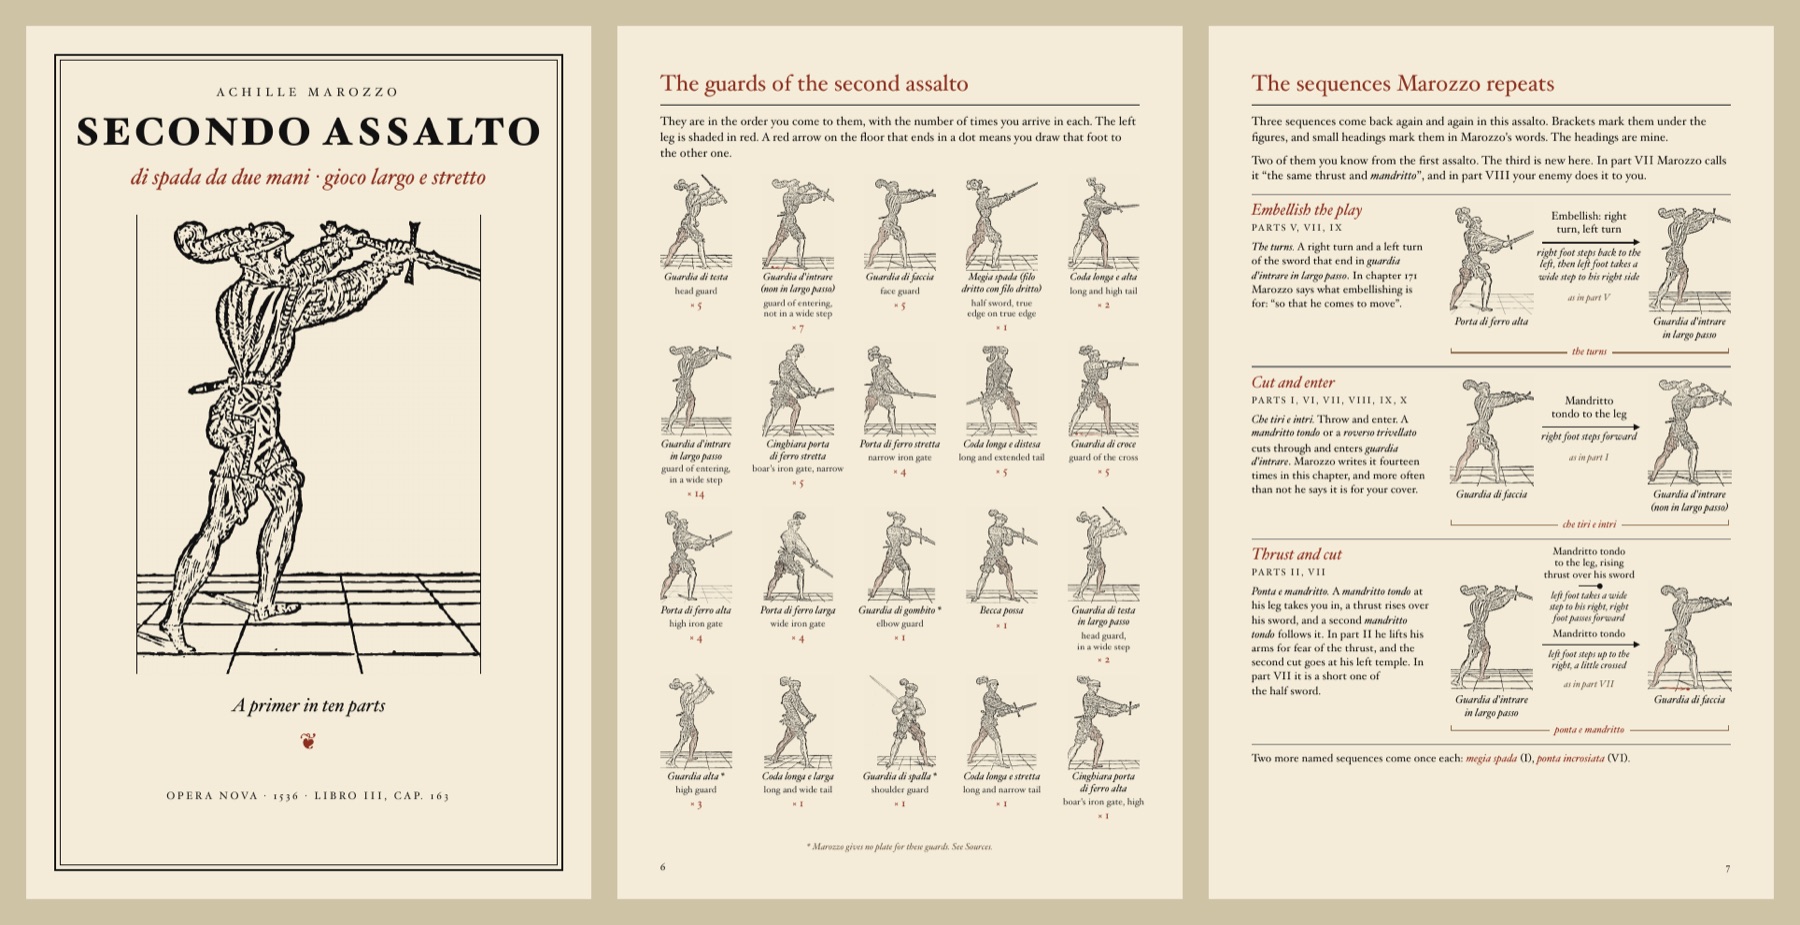 ACHILLE MAROZZO
SECONDO ASSALTO
di spada da due mani · gioco largo e stretto
A primer in ten parts
OPERA NOVA · 1536 · LIBRO III, CAP. 163
The guards of the second assalto
They are in the order you come to them, with the number of times you arrive in each. The left
leg is shaded in red. A red arrow on the floor that ends in a dot means you draw that foot to
the other one.
Guardia di testa
head guard
× 5
Guardia d'intrare
(non in largo passo)
guard of entering,
not in a wide step
× 7
Guardia di faccia
face guard
× 5
Megia spada (filo
dritto con filo dritto)
half sword, true
edge on true edge
× 1
Coda longa e alta
long and high tail
× 2
Guardia d'intrare
in largo passo
guard of entering,
in a wide step
× 14
Cinghiara porta
di ferro stretta
boar's iron gate, narrow
× 5
Porta di ferro stretta
narrow iron gate
× 4
Coda longa e distesa
long and extended tail
× 5
Guardia di croce
guard of the cross
× 5
Porta di ferro alta
high iron gate
× 4
Porta di ferro larga
wide iron gate
× 4
Guardia di gombito *
elbow guard
× 1
Becca possa
× 1
Guardia di testa
in largo passo
head guard,
in a wide step
× 2
Guardia alta *
high guard
× 3
Coda longa e larga
long and wide tail
× 1
Guardia di spalla *
shoulder guard
× 1
Coda longa e stretta
long and narrow tail
× 1
Cinghiara porta
di ferro alta
boar's iron gate, high
× 1
* Marozzo gives no plate for these guards. See Sources.
6
The sequences Marozzo repeats
Three sequences come back again and again in this assalto. Brackets mark them under the
figures, and small headings mark them in Marozzo's words. The headings are mine.
Two of them you know from the first assalto. The third is new here. In part VII Marozzo calls
it “the same thrust and mandritto”, and in part VIII your enemy does it to you.
Embellish the play
PARTS V, VII, IX
The turns. A right turn and a left turn
of the sword that end in guardia
d'intrare in largo passo. In chapter 171
Marozzo says what embellishing is
for: “so that he comes to move”.
Porta di ferro alta
Embellish: right
turn, left turn
right foot steps back to the
left, then left foot takes a
wide step to his right side
as in part V
Guardia d'intrare
in largo passo
the turns
Cut and enter
PARTS I, VI, VII, VIII, IX, X
Che tiri e intri. Throw and enter. A
mandritto tondo or a roverso trivellato
cuts through and enters guardia
d'intrare. Marozzo writes it fourteen
times in this chapter, and more often
than not he says it is for your cover.
Guardia di faccia
Mandritto
tondo to the leg
right foot steps forward
as in part I
Guardia d'intrare
(non in largo passo)
che tiri e intri
Thrust and cut
PARTS II, VII
Ponta e mandritto. A mandritto tondo at
his leg takes you in, a thrust rises over
his sword, and a second mandritto
tondo follows it. In part II he lifts his
arms for fear of the thrust, and the
second cut goes at his left temple. In
part VII it is a short one of
the half sword.
Guardia d'intrare
in largo passo
Mandritto tondo
to the leg, rising
thrust over his sword
left foot takes a wide
step to his right, right
foot passes forward
Mandritto tondo
left foot steps up to the
right, a little crossed
as in part VII
Guardia di faccia
ponta e mandritto
Two more named sequences come once each: megia spada (I), ponta incrosiata (VI).
7